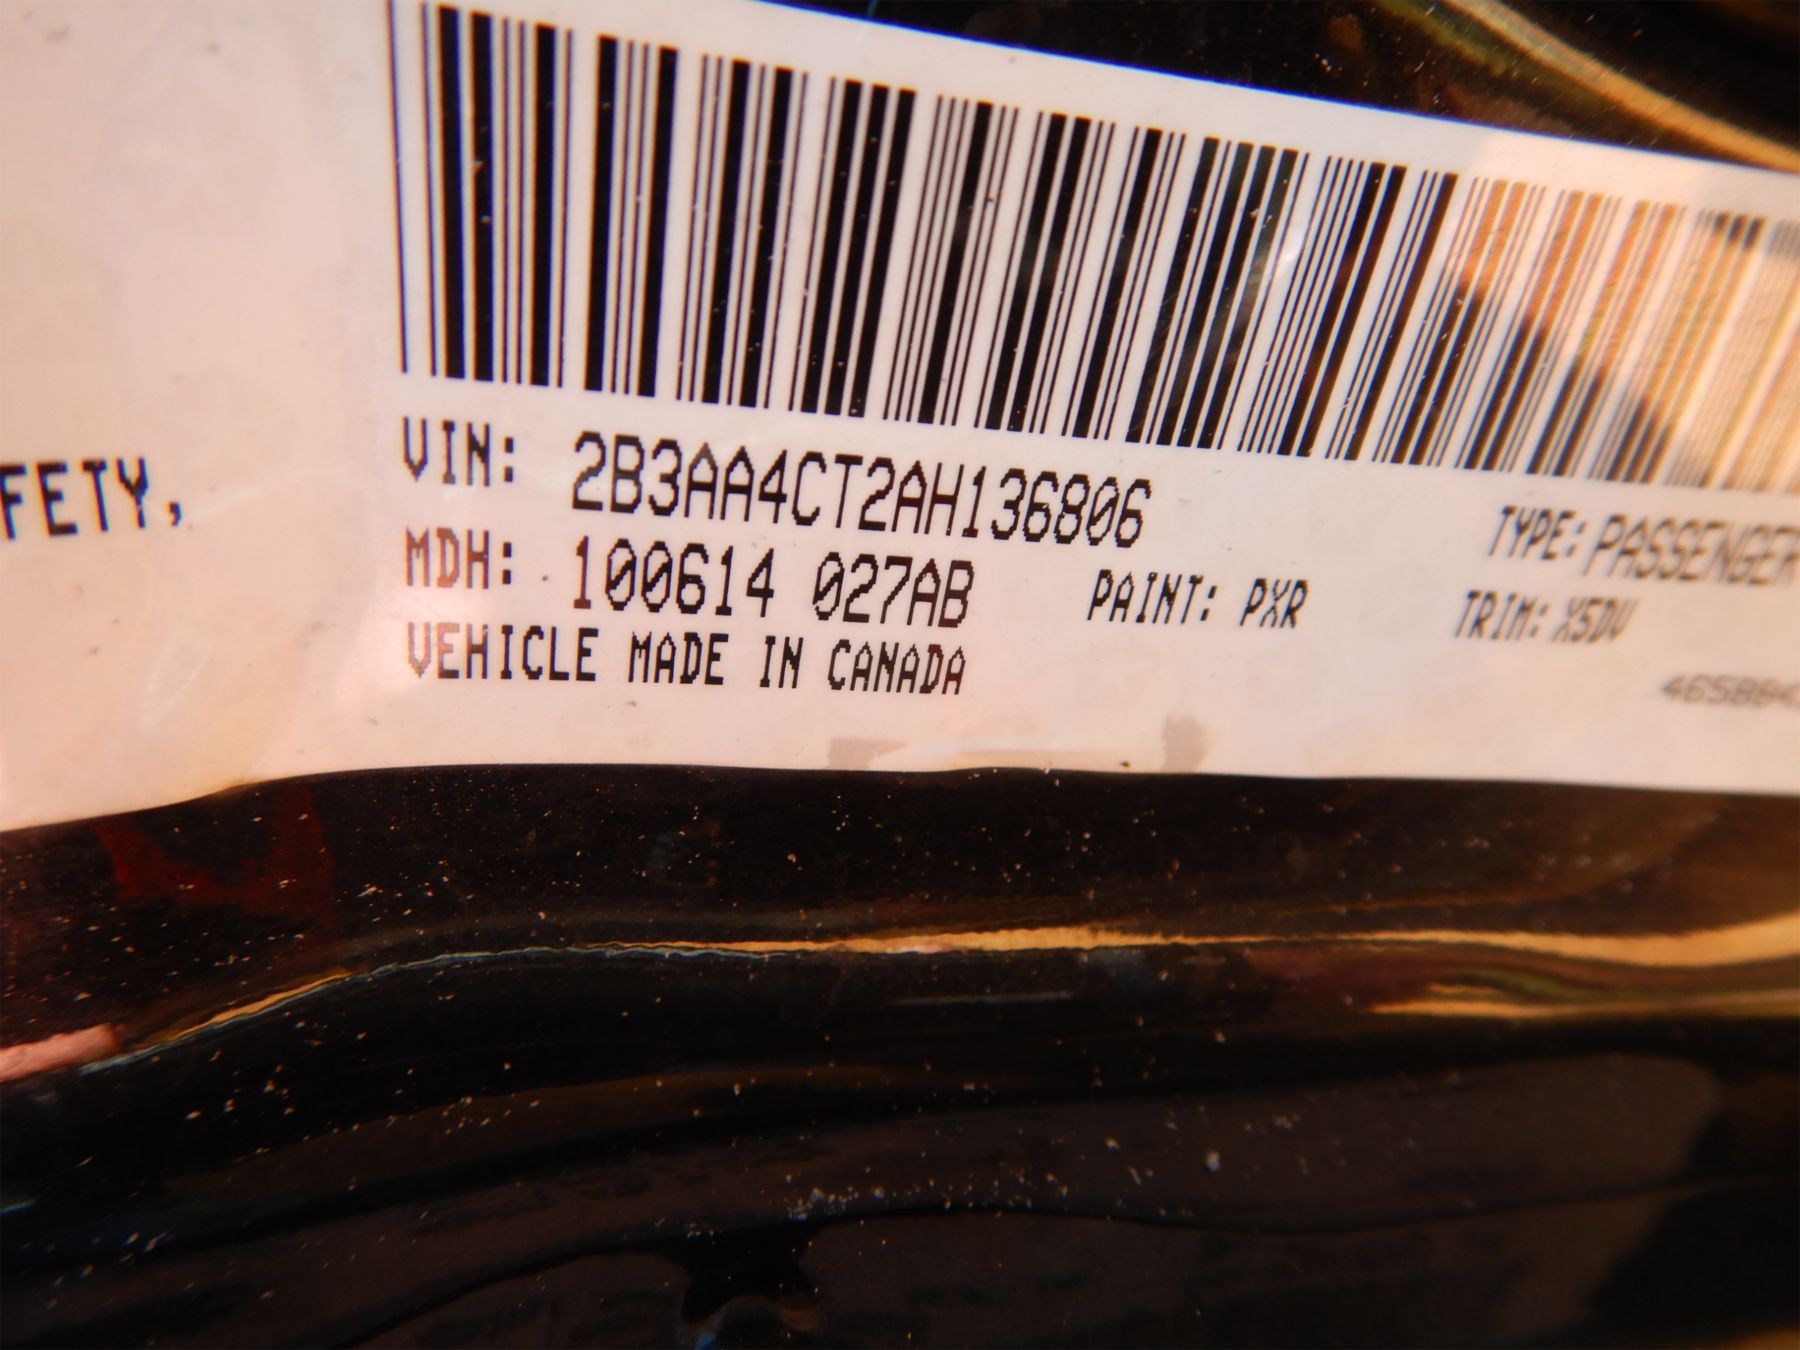 FETY,
VIN: 2B3AA4CT2AH136806
TYPE: PASSENGER
MDH: 100614 027AB PAINT: PXR TRIM: X5DV
VEHICLE MADE IN CANADA